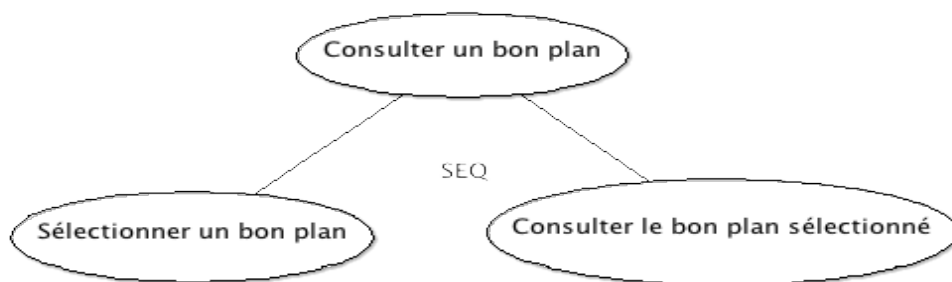 Consulter un bon plan
SEQ
Sélectionner un bon plan
Consulter le bon plan sélectionné